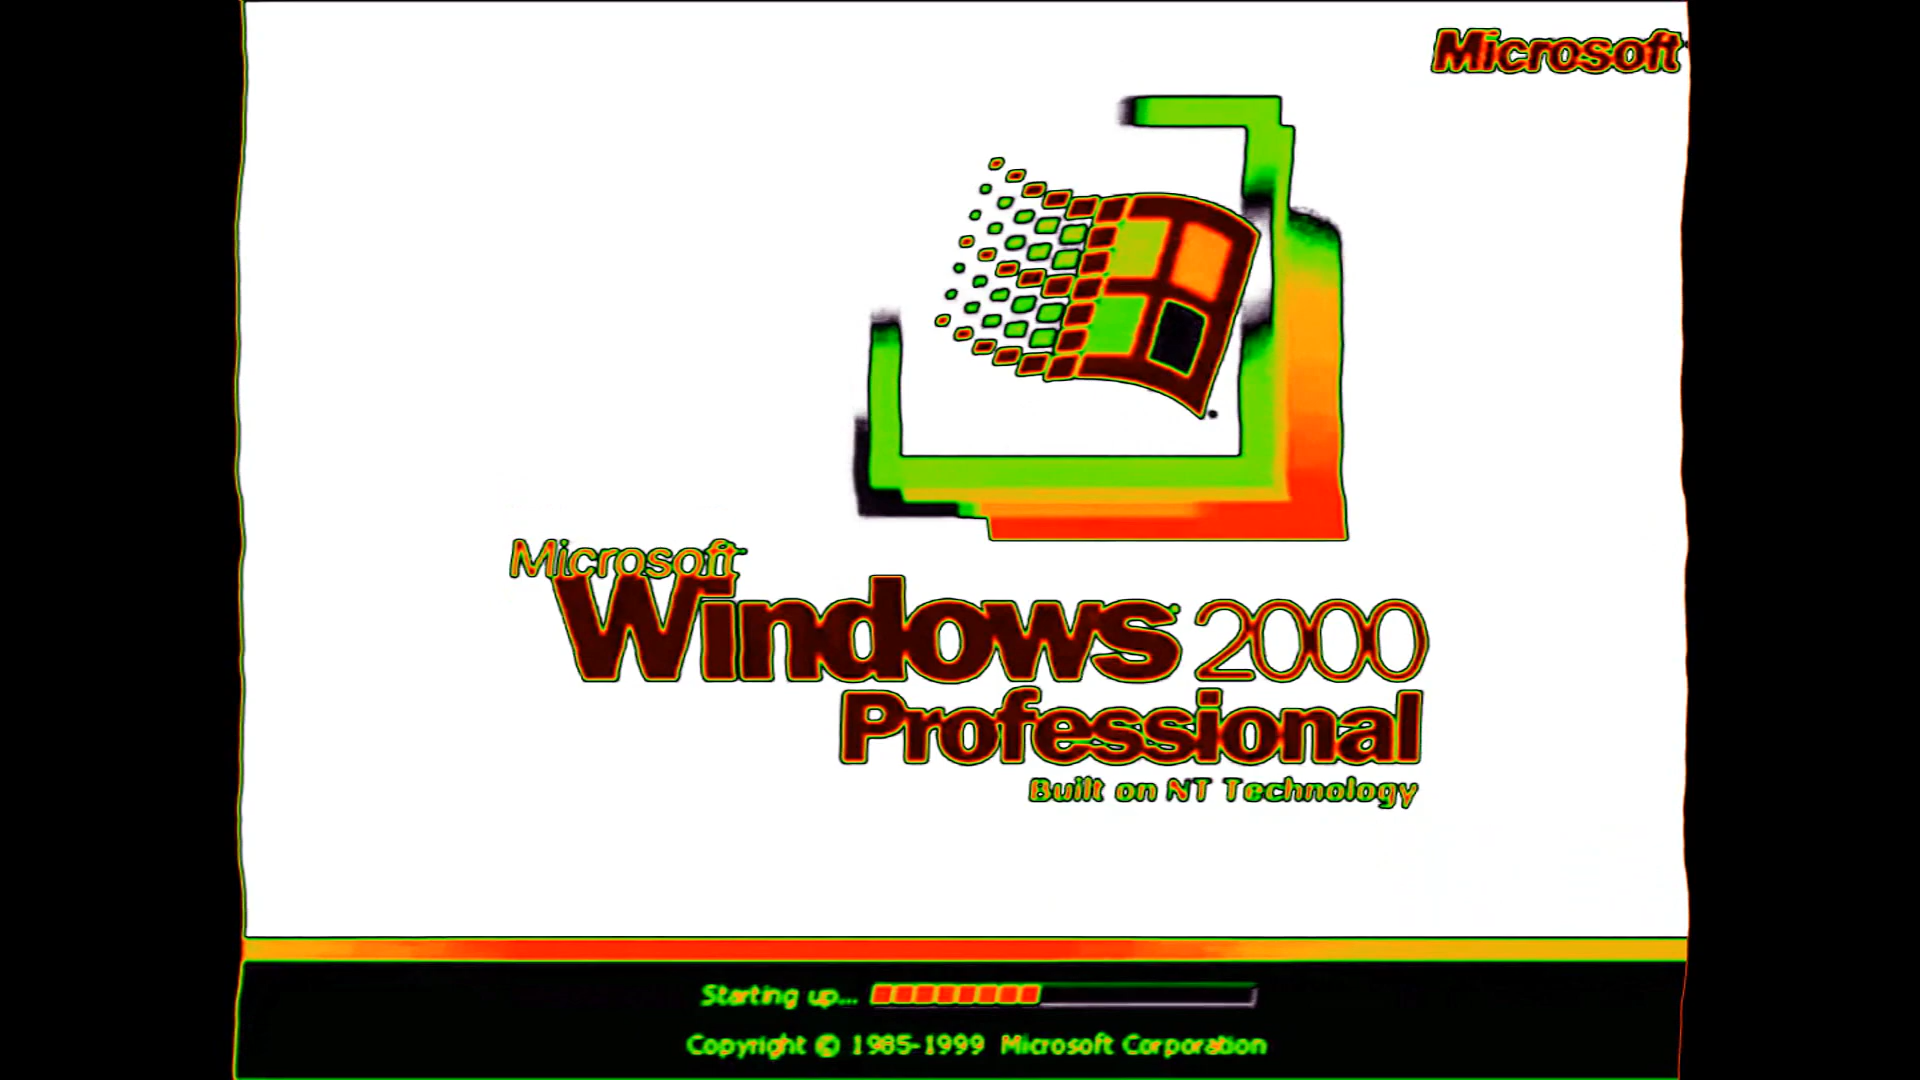 Microsoft
Microsoft
Windows 2000
Professional
Built on NT Technology
Starting up...
Copyright © 1985-1999 Microsoft Corporation